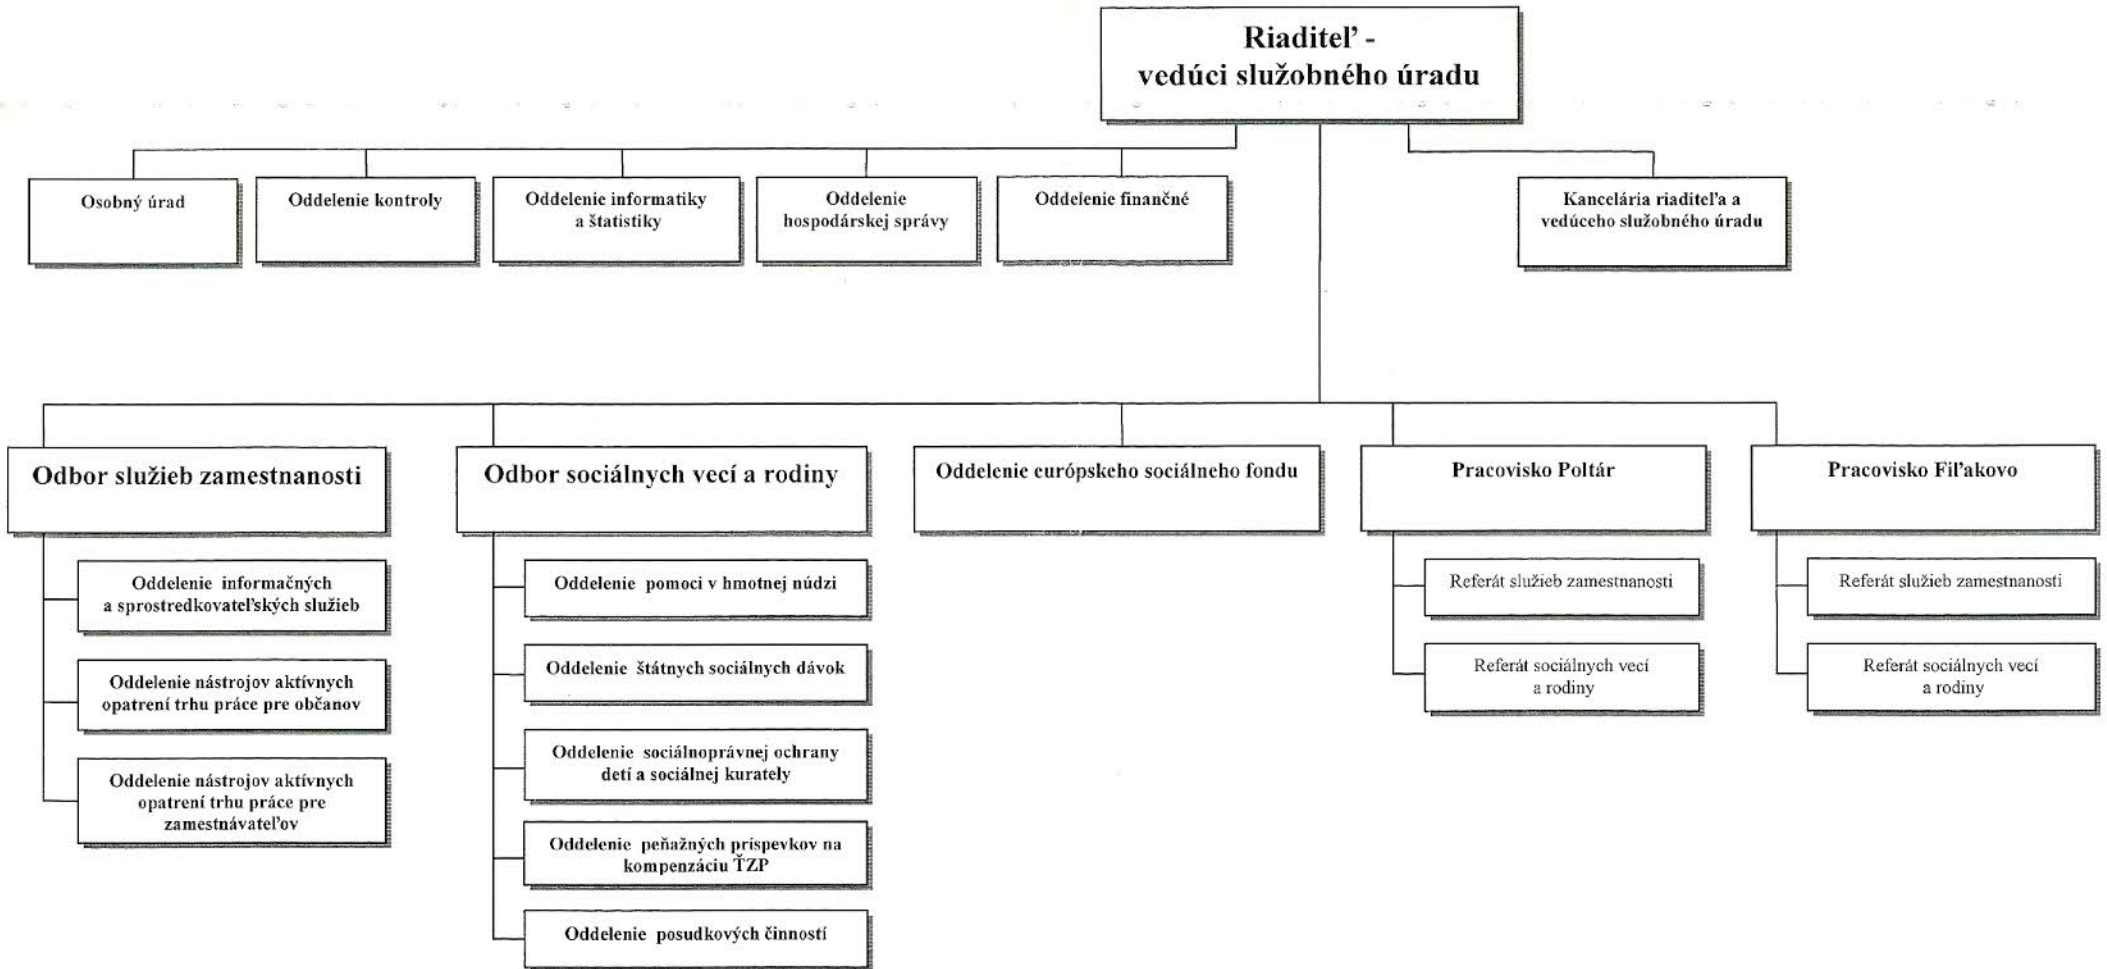 Riaditeľ -
vedúci služobného úradu
Osobný úrad
Oddelenie kontroly
Oddelenie informatiky
a štatistiky
Oddelenie
hospodárskej správy
Oddelenie finančné
Kancelária riaditeľa a
vedúceho služobného úradu
Odbor služieb zamestnanosti
Oddelenie informačných
a sprostredkovateľských služieb
Oddelenie nástrojov aktívnych
opatrení trhu práce pre občanov
Oddelenie nástrojov aktívnych
opatrení trhu práce pre
zamestnávateľov
Odbor sociálnych vecí a rodiny
Oddelenie pomoci v hmotnej núdzi
Oddelenie štátnych sociálnych dávok
Oddelenie sociálnoprávnej ochrany
detí a sociálnej kurately
Oddelenie peňažných príspevkov na
kompenzáciu ŤZP
Oddelenie posudkových činností
Oddelenie európskeho sociálneho fondu
Pracovisko Poltár
Referát služieb zamestnanosti
Referát sociálnych vecí
a rodiny
Pracovisko Fiľakovo
Referát služieb zamestnanosti
Referát sociálnych vecí
a rodiny